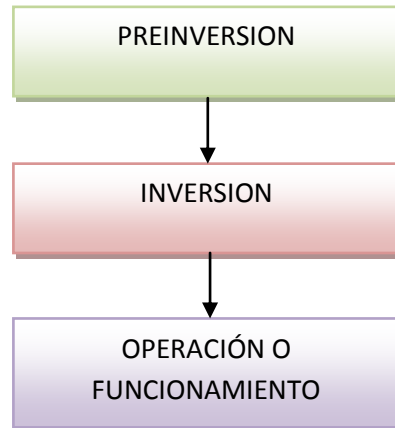 PREINVERSION
INVERSION
OPERACIÓN O
FUNCIONAMIENTO